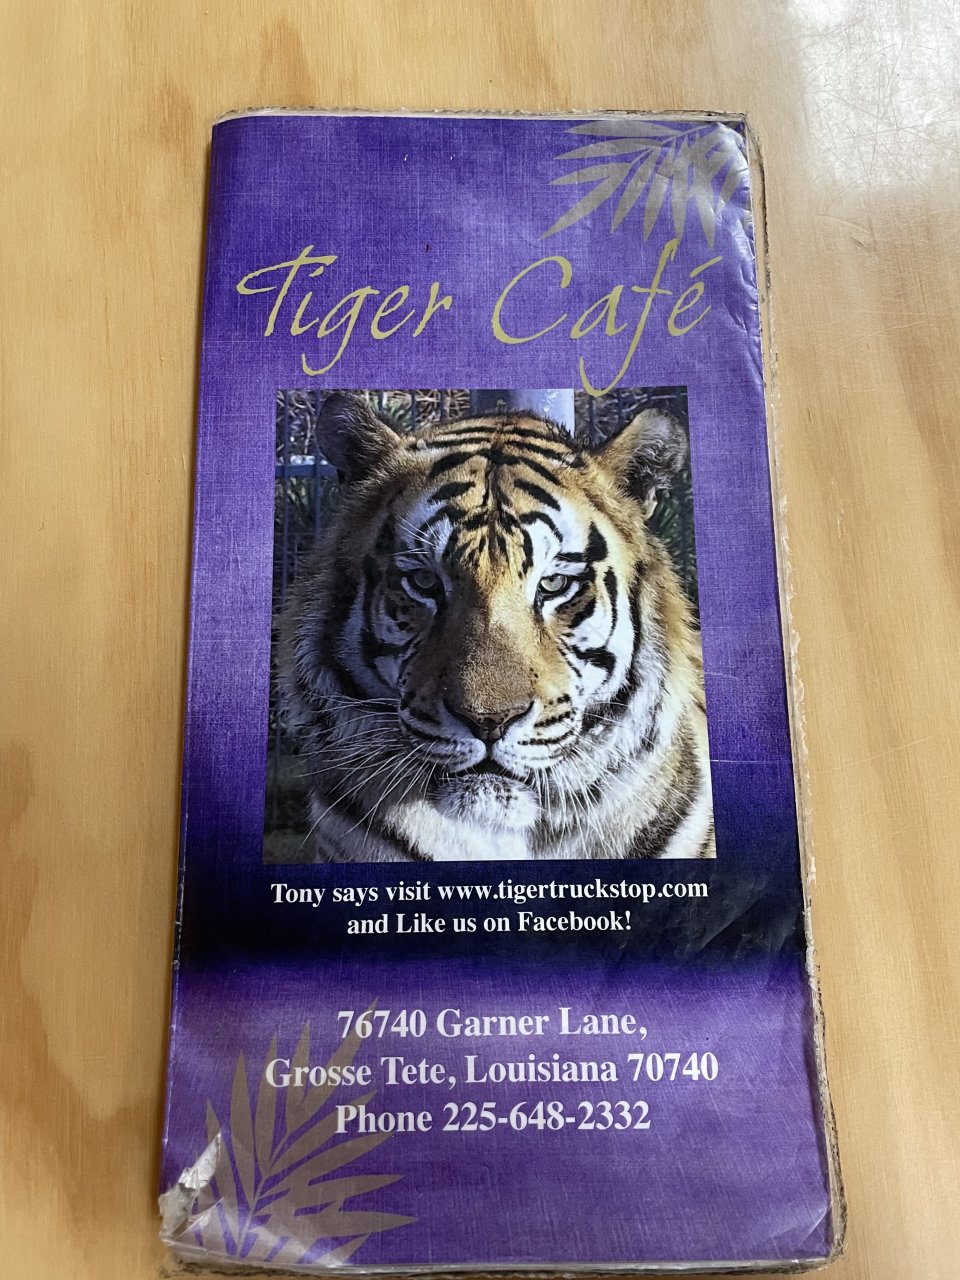 Tiger Café
Tony says visit www.tigertruckstop.com
and Like us on Facebook!
76740 Garner Lane,
Grosse Tete, Louisiana 70740
Phone 225-648-2332